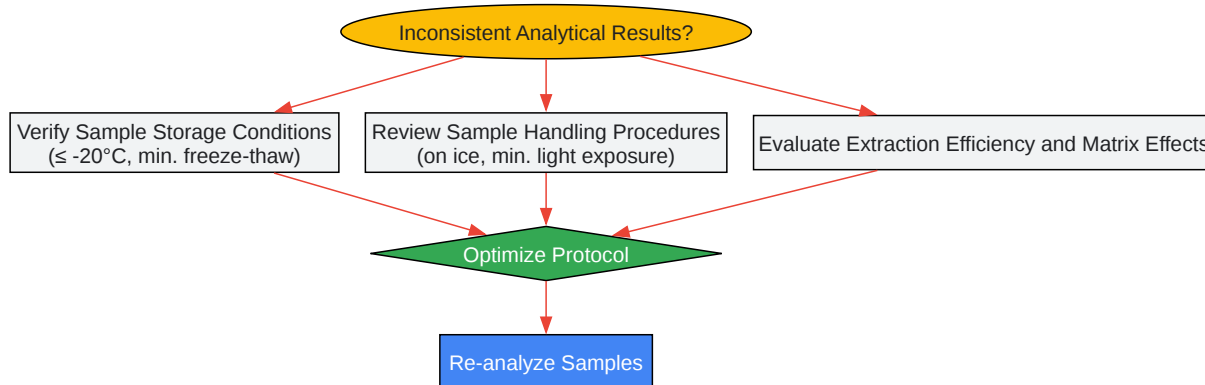 Inconsistent Analytical Results?
Verify Sample Storage Conditions
(≤ -20°C, min. freeze-thaw)
Review Sample Handling Procedures
(on ice, min. light exposure)
Evaluate Extraction Efficiency and Matrix Effects
Optimize Protocol
Re-analyze Samples